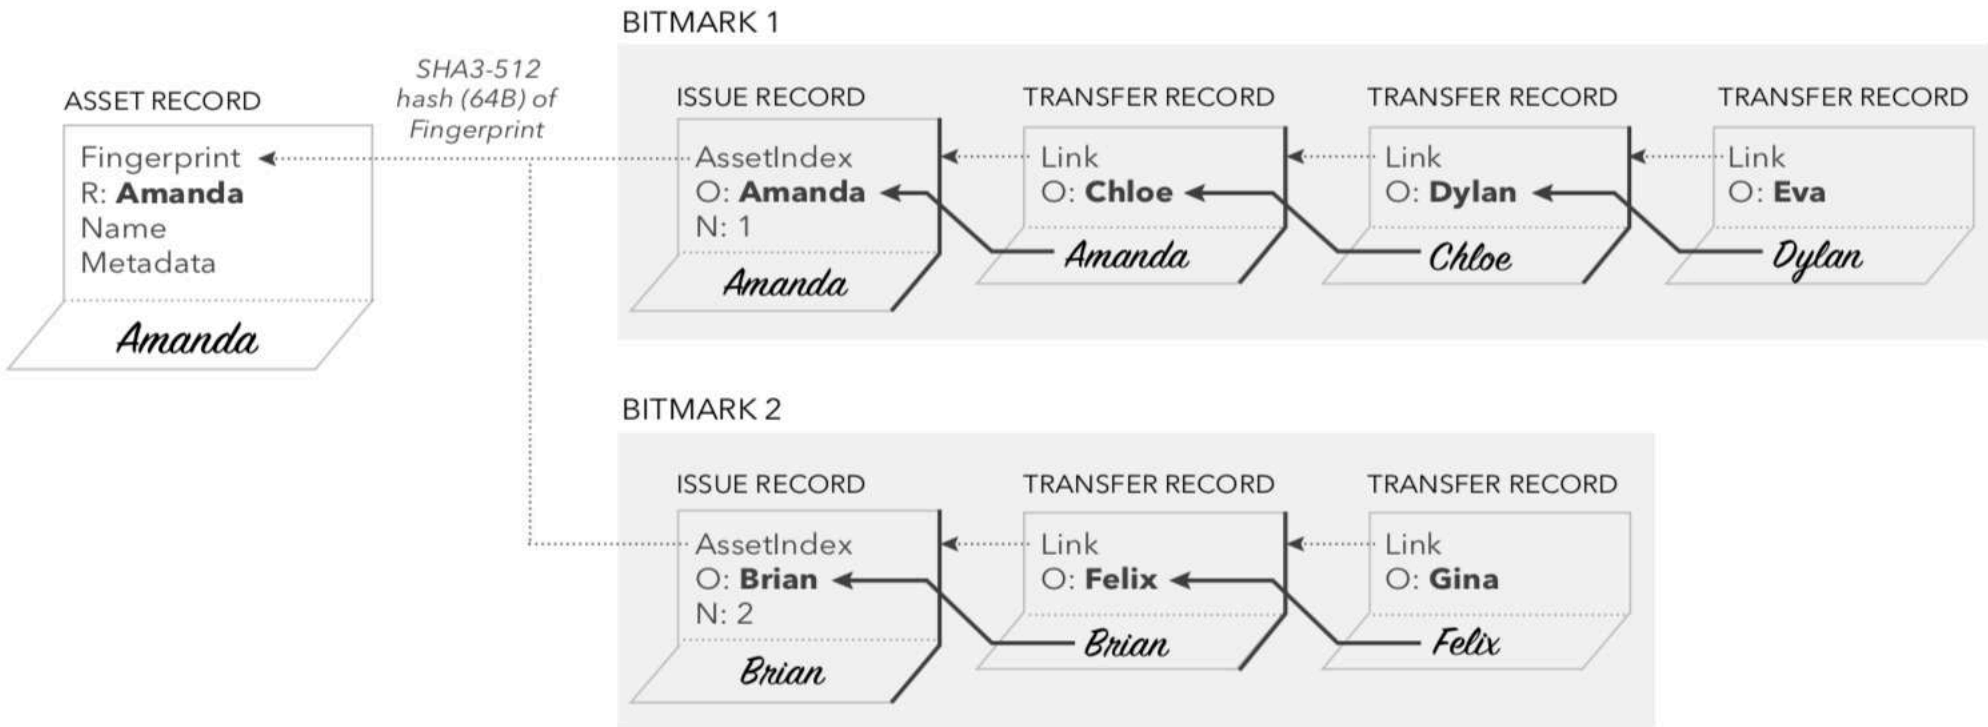 BITMARK 1
SHA3-512
hash (64B) of
Fingerprint
ASSET RECORD
Fingerprint
R: Amanda
Name
Metadata
Amanda
ISSUE RECORD
AssetIndex
O: Amanda
N: 1
Amanda
TRANSFER RECORD
Link
O: Chloe
Amanda
TRANSFER RECORD
Link
O: Dylan
Chloe
TRANSFER RECORD
Link
O: Eva
Dylan
BITMARK 2
ISSUE RECORD
AssetIndex
O: Brian
N: 2
Brian
TRANSFER RECORD
Link
O: Felix
Brian
TRANSFER RECORD
Link
O: Gina
Felix